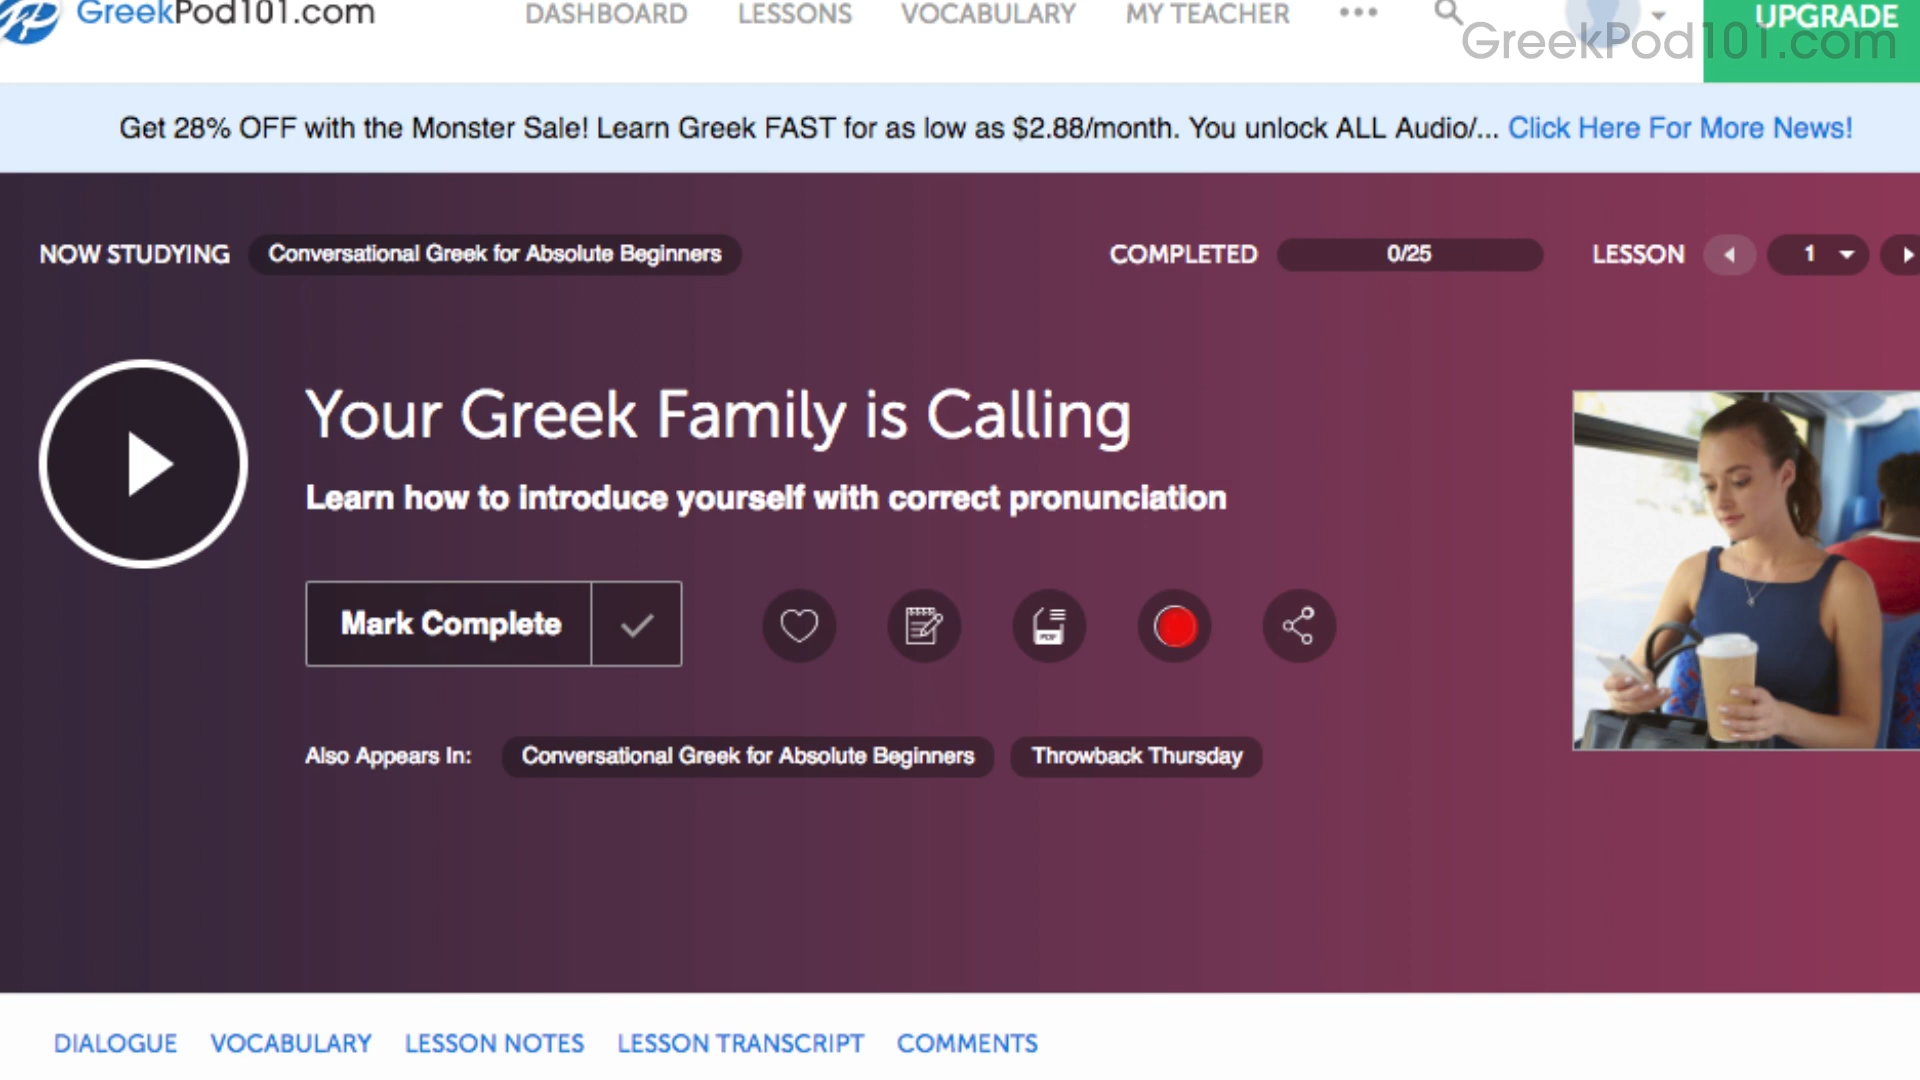 GreekPod101.com DASHBOARD LESSONS VOCABULARY MY TEACHER UPGRADE
GreekPod101.com
Get 28% OFF with the Monster Sale! Learn Greek FAST for as low as $2.88/month. You unlock ALL Audio/... Click Here For More News!
NOW STUDYING Conversational Greek for Absolute Beginners COMPLETED 0/25 LESSON 1
Your Greek Family is Calling
Learn how to introduce yourself with correct pronunciation
Mark Complete PDF
Also Appears In: Conversational Greek for Absolute Beginners Throwback Thursday
DIALOGUE VOCABULARY LESSON NOTES LESSON TRANSCRIPT COMMENTS